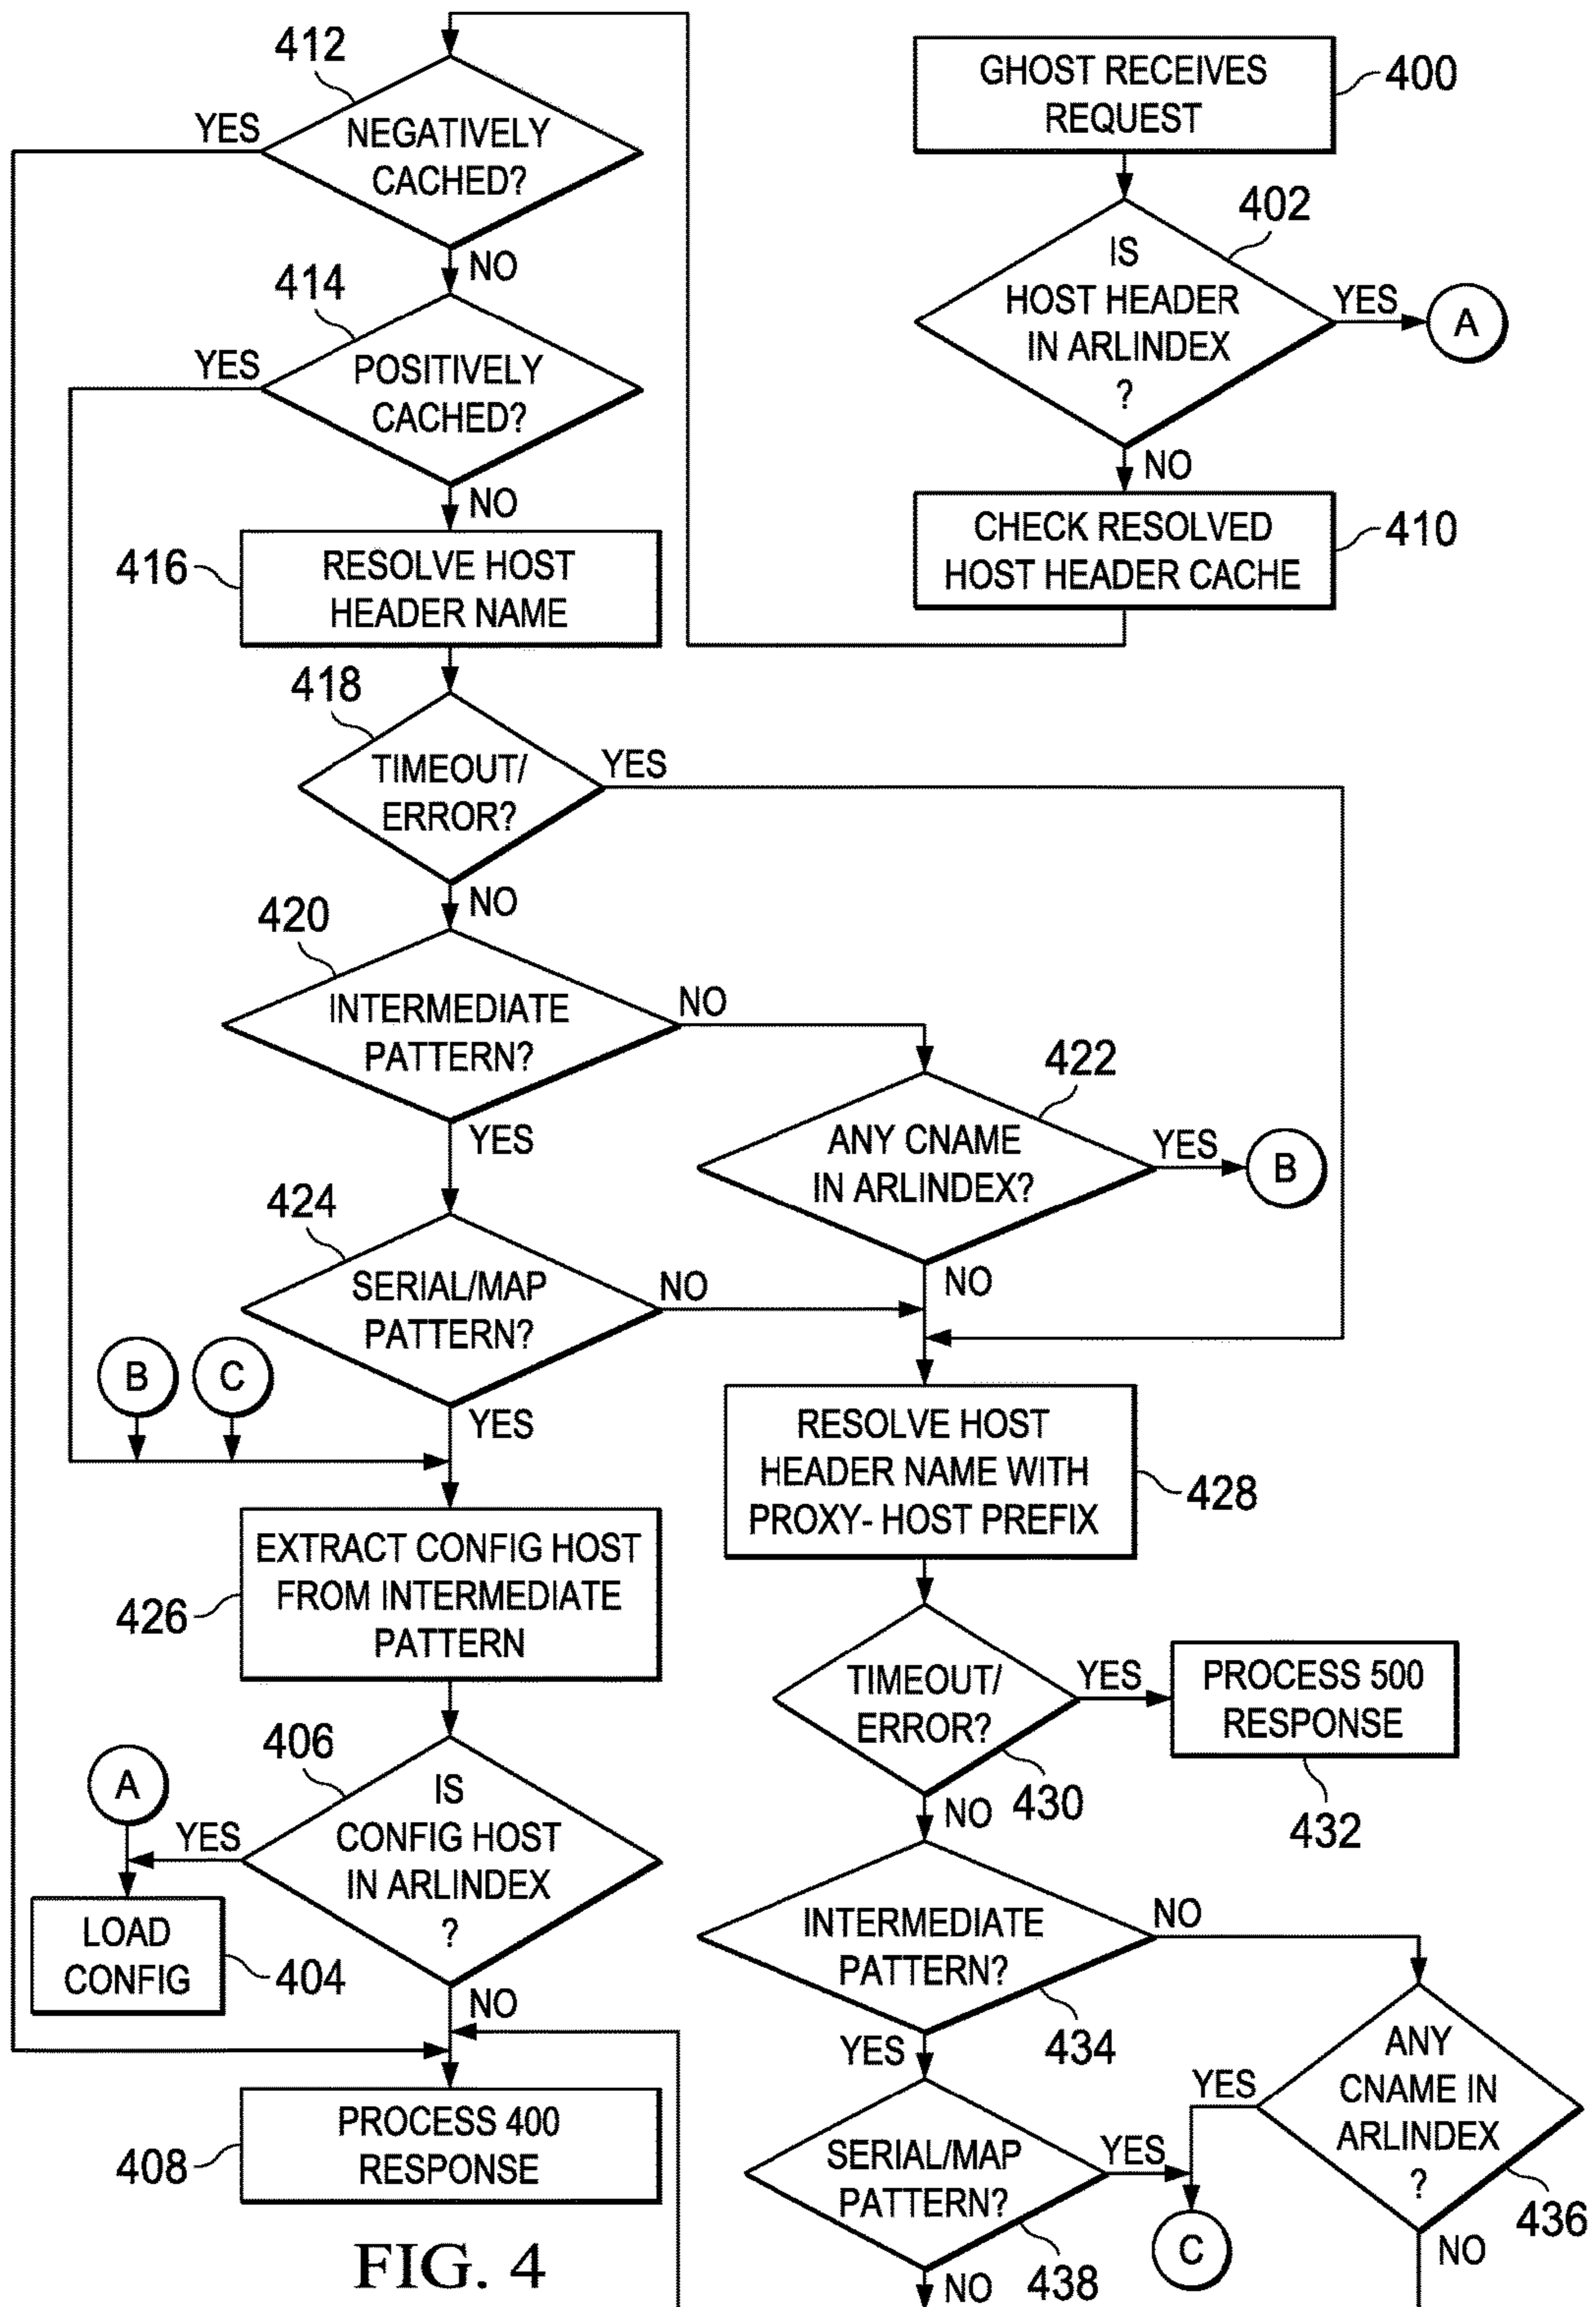 412
NEGATIVELY
CACHED?
YES
NO
414
POSITIVELY
CACHED?
YES
NO
416
RESOLVE HOST
HEADER NAME
418
TIMEOUT/
ERROR?
YES
NO
420
INTERMEDIATE
PATTERN?
NO
YES
424
SERIAL/MAP
PATTERN?
NO
YES
B
C
426
EXTRACT CONFIG HOST
FROM INTERMEDIATE
PATTERN
406
IS
CONFIG HOST
IN ARLINDEX
?
A
YES
LOAD
CONFIG
404
NO
408
PROCESS 400
RESPONSE
GHOST RECEIVES
REQUEST
400
402
IS
HOST HEADER
IN ARLINDEX
?
YES
A
NO
CHECK RESOLVED
HOST HEADER CACHE
410
422
ANY CNAME
IN ARLINDEX?
YES
B
NO
RESOLVE HOST
HEADER NAME WITH
PROXY- HOST PREFIX
428
TIMEOUT/
ERROR?
YES
PROCESS 500
RESPONSE
432
430
NO
INTERMEDIATE
PATTERN?
NO
434
YES
SERIAL/MAP
PATTERN?
YES
438
NO
ANY
CNAME IN
ARLINDEX
?
YES
436
NO
C
FIG. 4